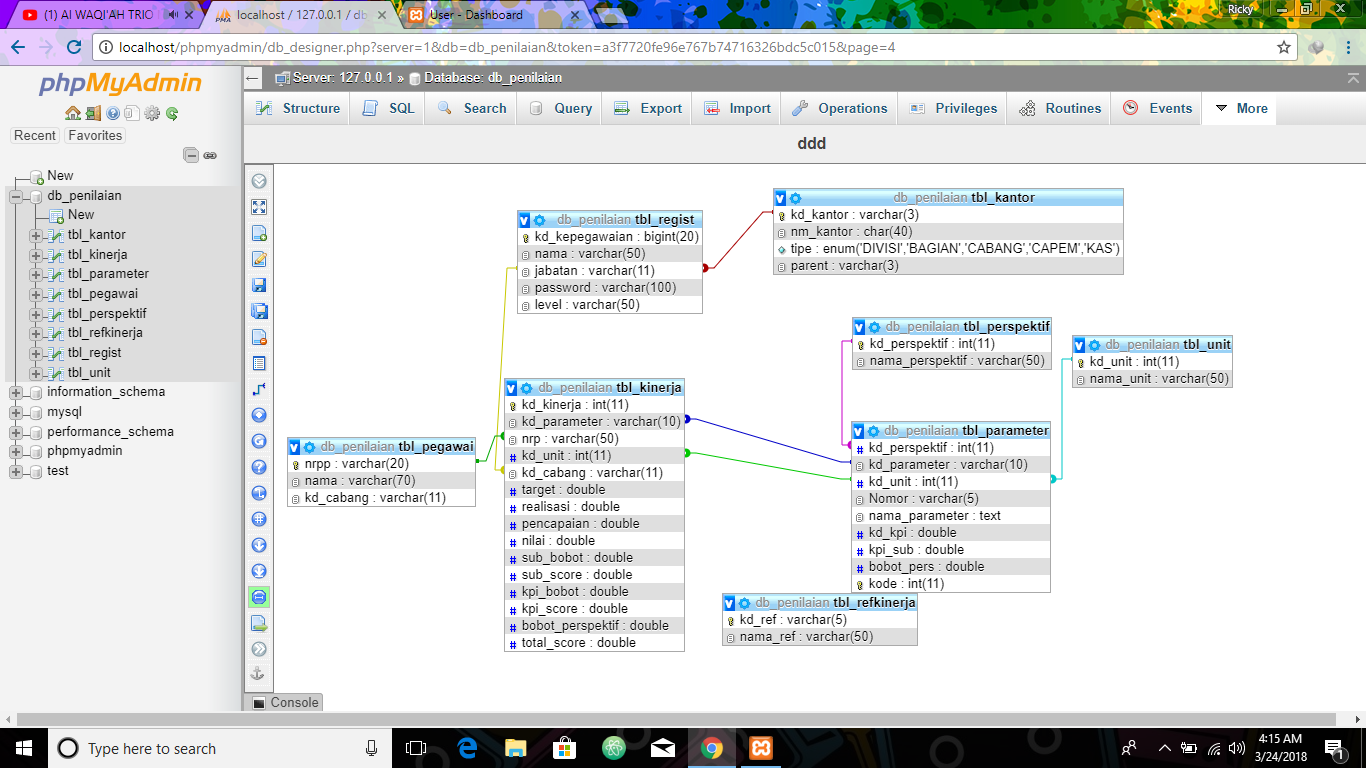 (1) Al WAQI'AH TRIO
localhost / 127.0.0.1 / db
User - Dashboard
Ricky
localhost/phpmyadmin/db_designer.php?server=1&db=db_penilaian&token=a3f7720fe96e767b74716326bdc5c015&page=4
phpMyAdmin
Recent Favorites
New
db_penilaian
New
tbl_kantor
tbl_kinerja
tbl_parameter
tbl_pegawai
tbl_perspektif
tbl_refkinerja
tbl_regist
tbl_unit
information_schema
mysql
performance_schema
phpmyadmin
test
Server: 127.0.0.1 » Database: db_penilaian
Structure SQL Search Query Export Import Operations Privileges Routines Events More
ddd
db_penilaian tbl_regist
kd_kepegawaian : bigint(20)
nama : varchar(50)
jabatan : varchar(11)
password : varchar(100)
level : varchar(50)
db_penilaian tbl_kantor
kd_kantor : varchar(3)
nm_kantor : char(40)
tipe : enum('DIVISI','BAGIAN','CABANG','CAPEM','KAS')
parent : varchar(3)
db_penilaian tbl_perspektif
kd_perspektif : int(11)
nama_perspektif : varchar(50)
db_penilaian tbl_unit
kd_unit : int(11)
nama_unit : varchar(50)
db_penilaian tbl_kinerja
kd_kinerja : int(11)
kd_parameter : varchar(10)
nrp : varchar(50)
kd_unit : int(11)
kd_cabang : varchar(11)
target : double
realisasi : double
pencapaian : double
nilai : double
sub_bobot : double
sub_score : double
kpi_bobot : double
kpi_score : double
bobot_perspektif : double
total_score : double
db_penilaian tbl_pegawai
nrpp : varchar(20)
nama : varchar(70)
kd_cabang : varchar(11)
db_penilaian tbl_parameter
kd_perspektif : int(11)
kd_parameter : varchar(10)
kd_unit : int(11)
Nomor : varchar(5)
nama_parameter : text
kd_kpi : double
kpi_sub : double
bobot_pers : double
kode : int(11)
db_penilaian tbl_refkinerja
kd_ref : varchar(5)
nama_ref : varchar(50)
Console
Type here to search
4:15 AM
3/24/2018
1